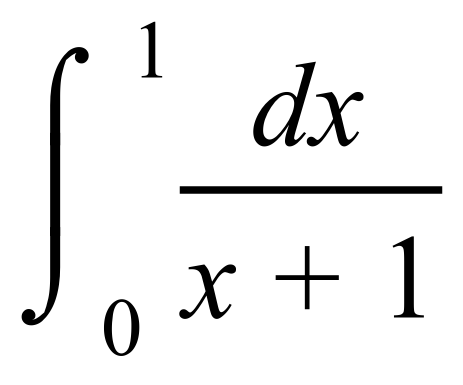 ∫₀¹ dx/(x + 1)